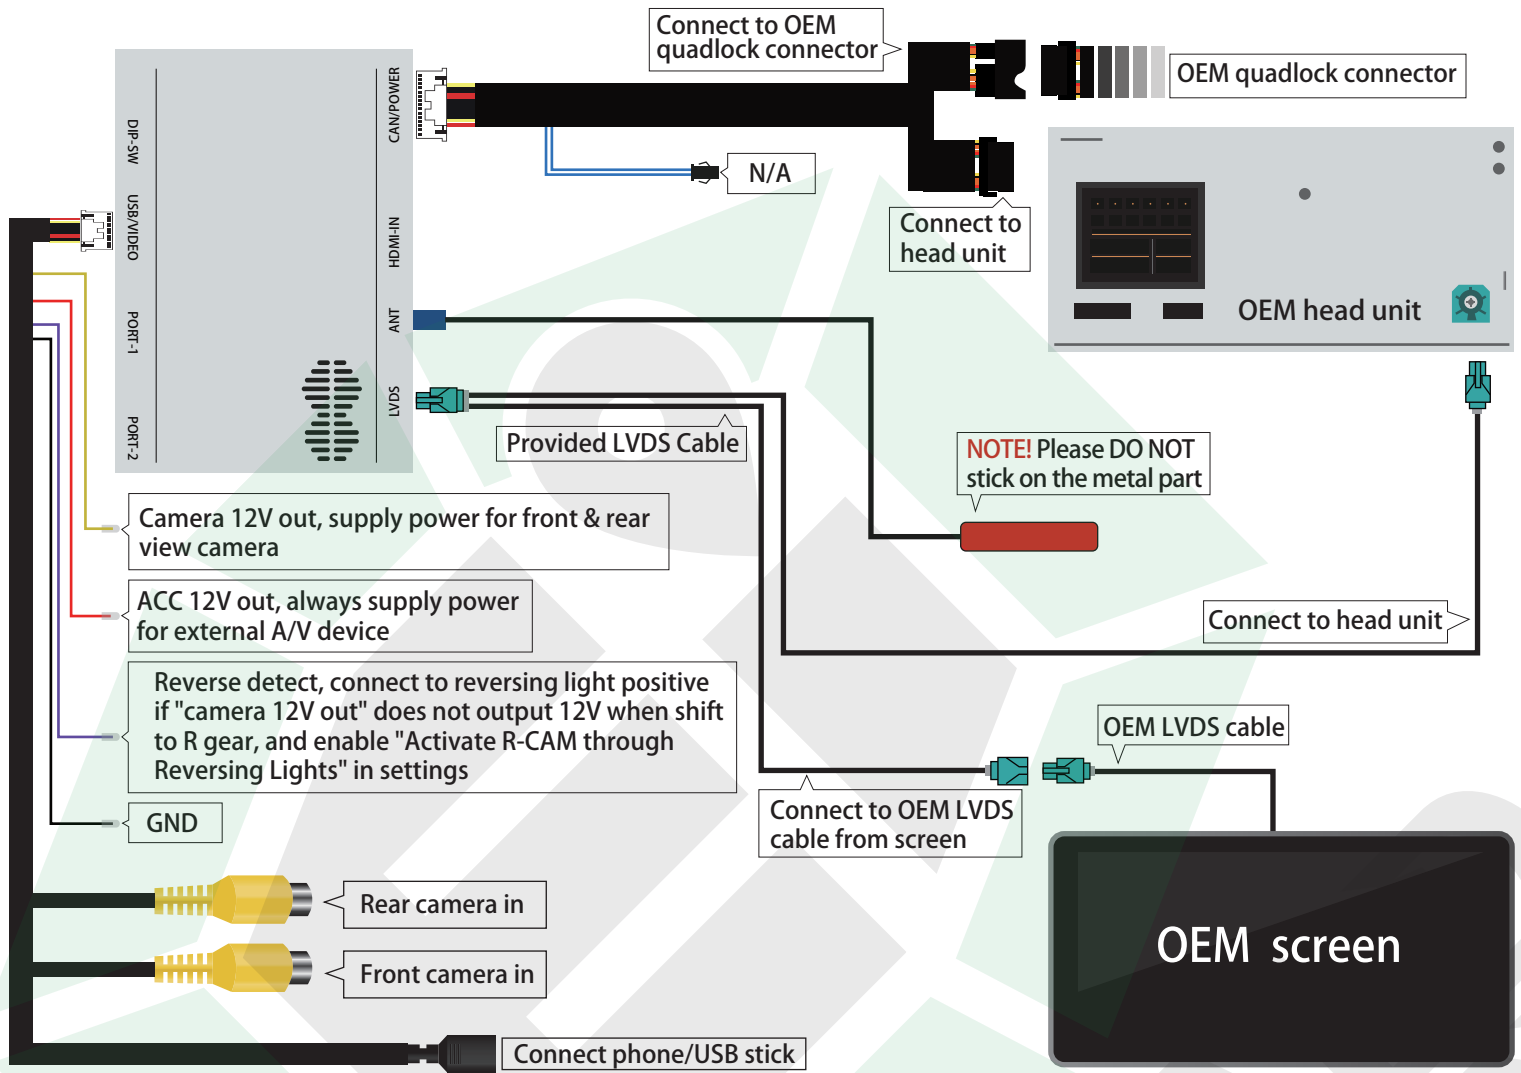 Connect to OEM
quadlock connector
OEM quadlock connector
CAN/POWER
DIP-SW
N/A
USB/VIDEO
HDMI-IN
Connect to
head unit
OEM head unit
ANT
PORT-1
LVDS
PORT-2
Provided LVDS Cable
NOTE! Please DO NOT
stick on the metal part
Camera 12V out, supply power for front & rear
view camera
ACC 12V out, always supply power
for external A/V device
Connect to head unit
Reverse detect, connect to reversing light positive
if "camera 12V out" does not output 12V when shift
to R gear, and enable "Activate R-CAM through
Reversing Lights" in settings
OEM LVDS cable
GND
Connect to OEM LVDS
cable from screen
Rear camera in
Front camera in
OEM screen
Connect phone/USB stick